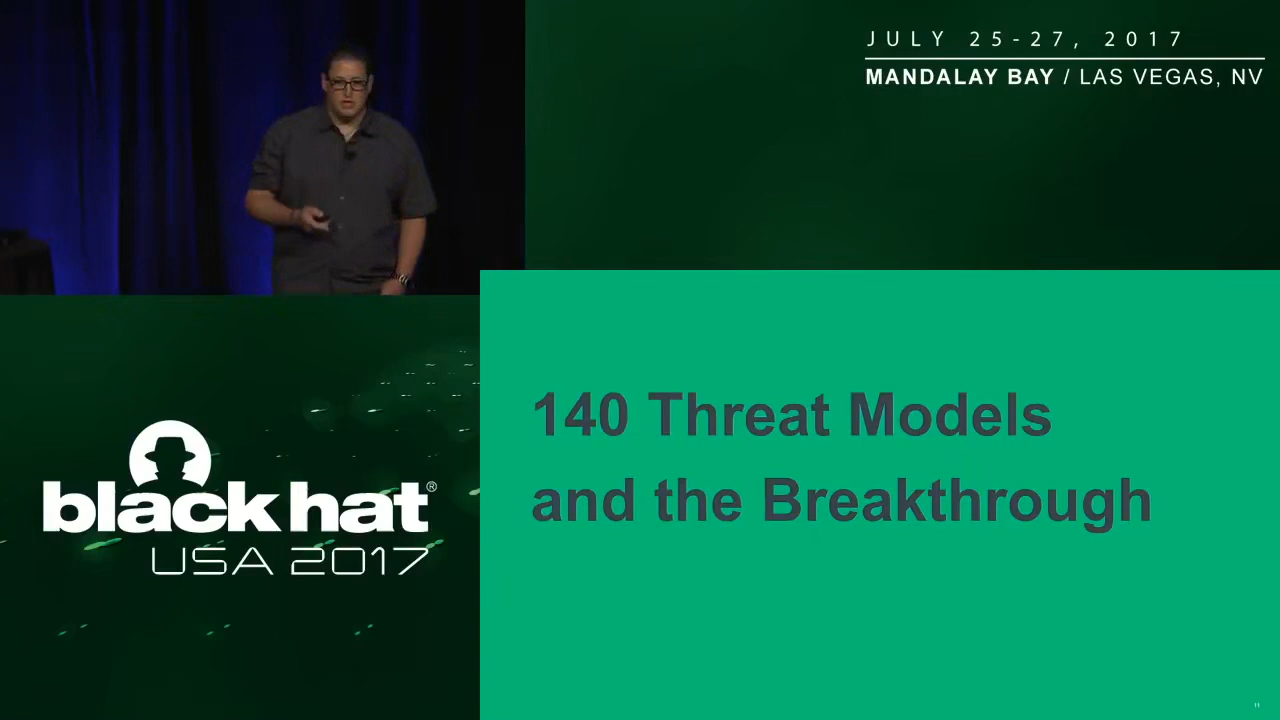 JULY 25-27, 2017
MANDALAY BAY / LAS VEGAS, NV
140 Threat Models
and the Breakthrough
black hat®
USA 2017